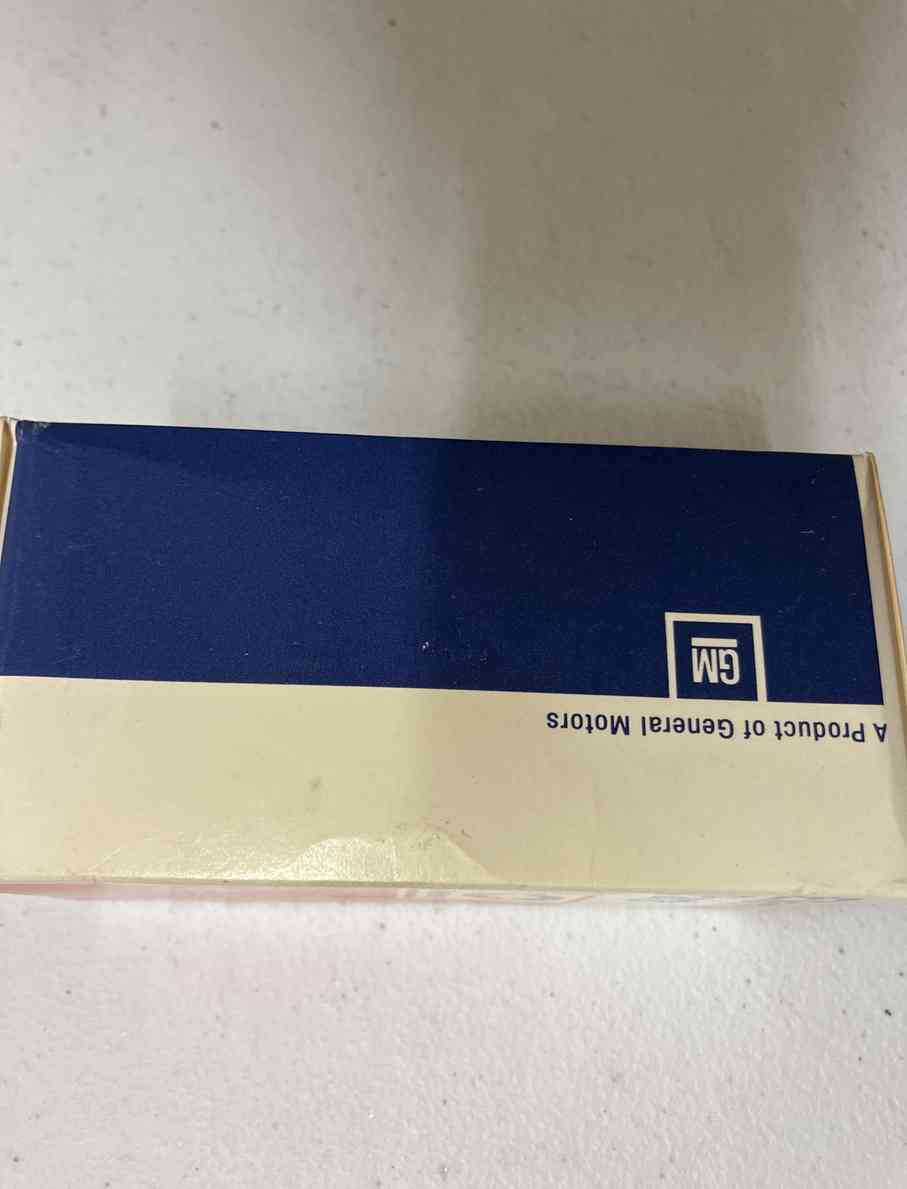 GM
A Product of General Motors